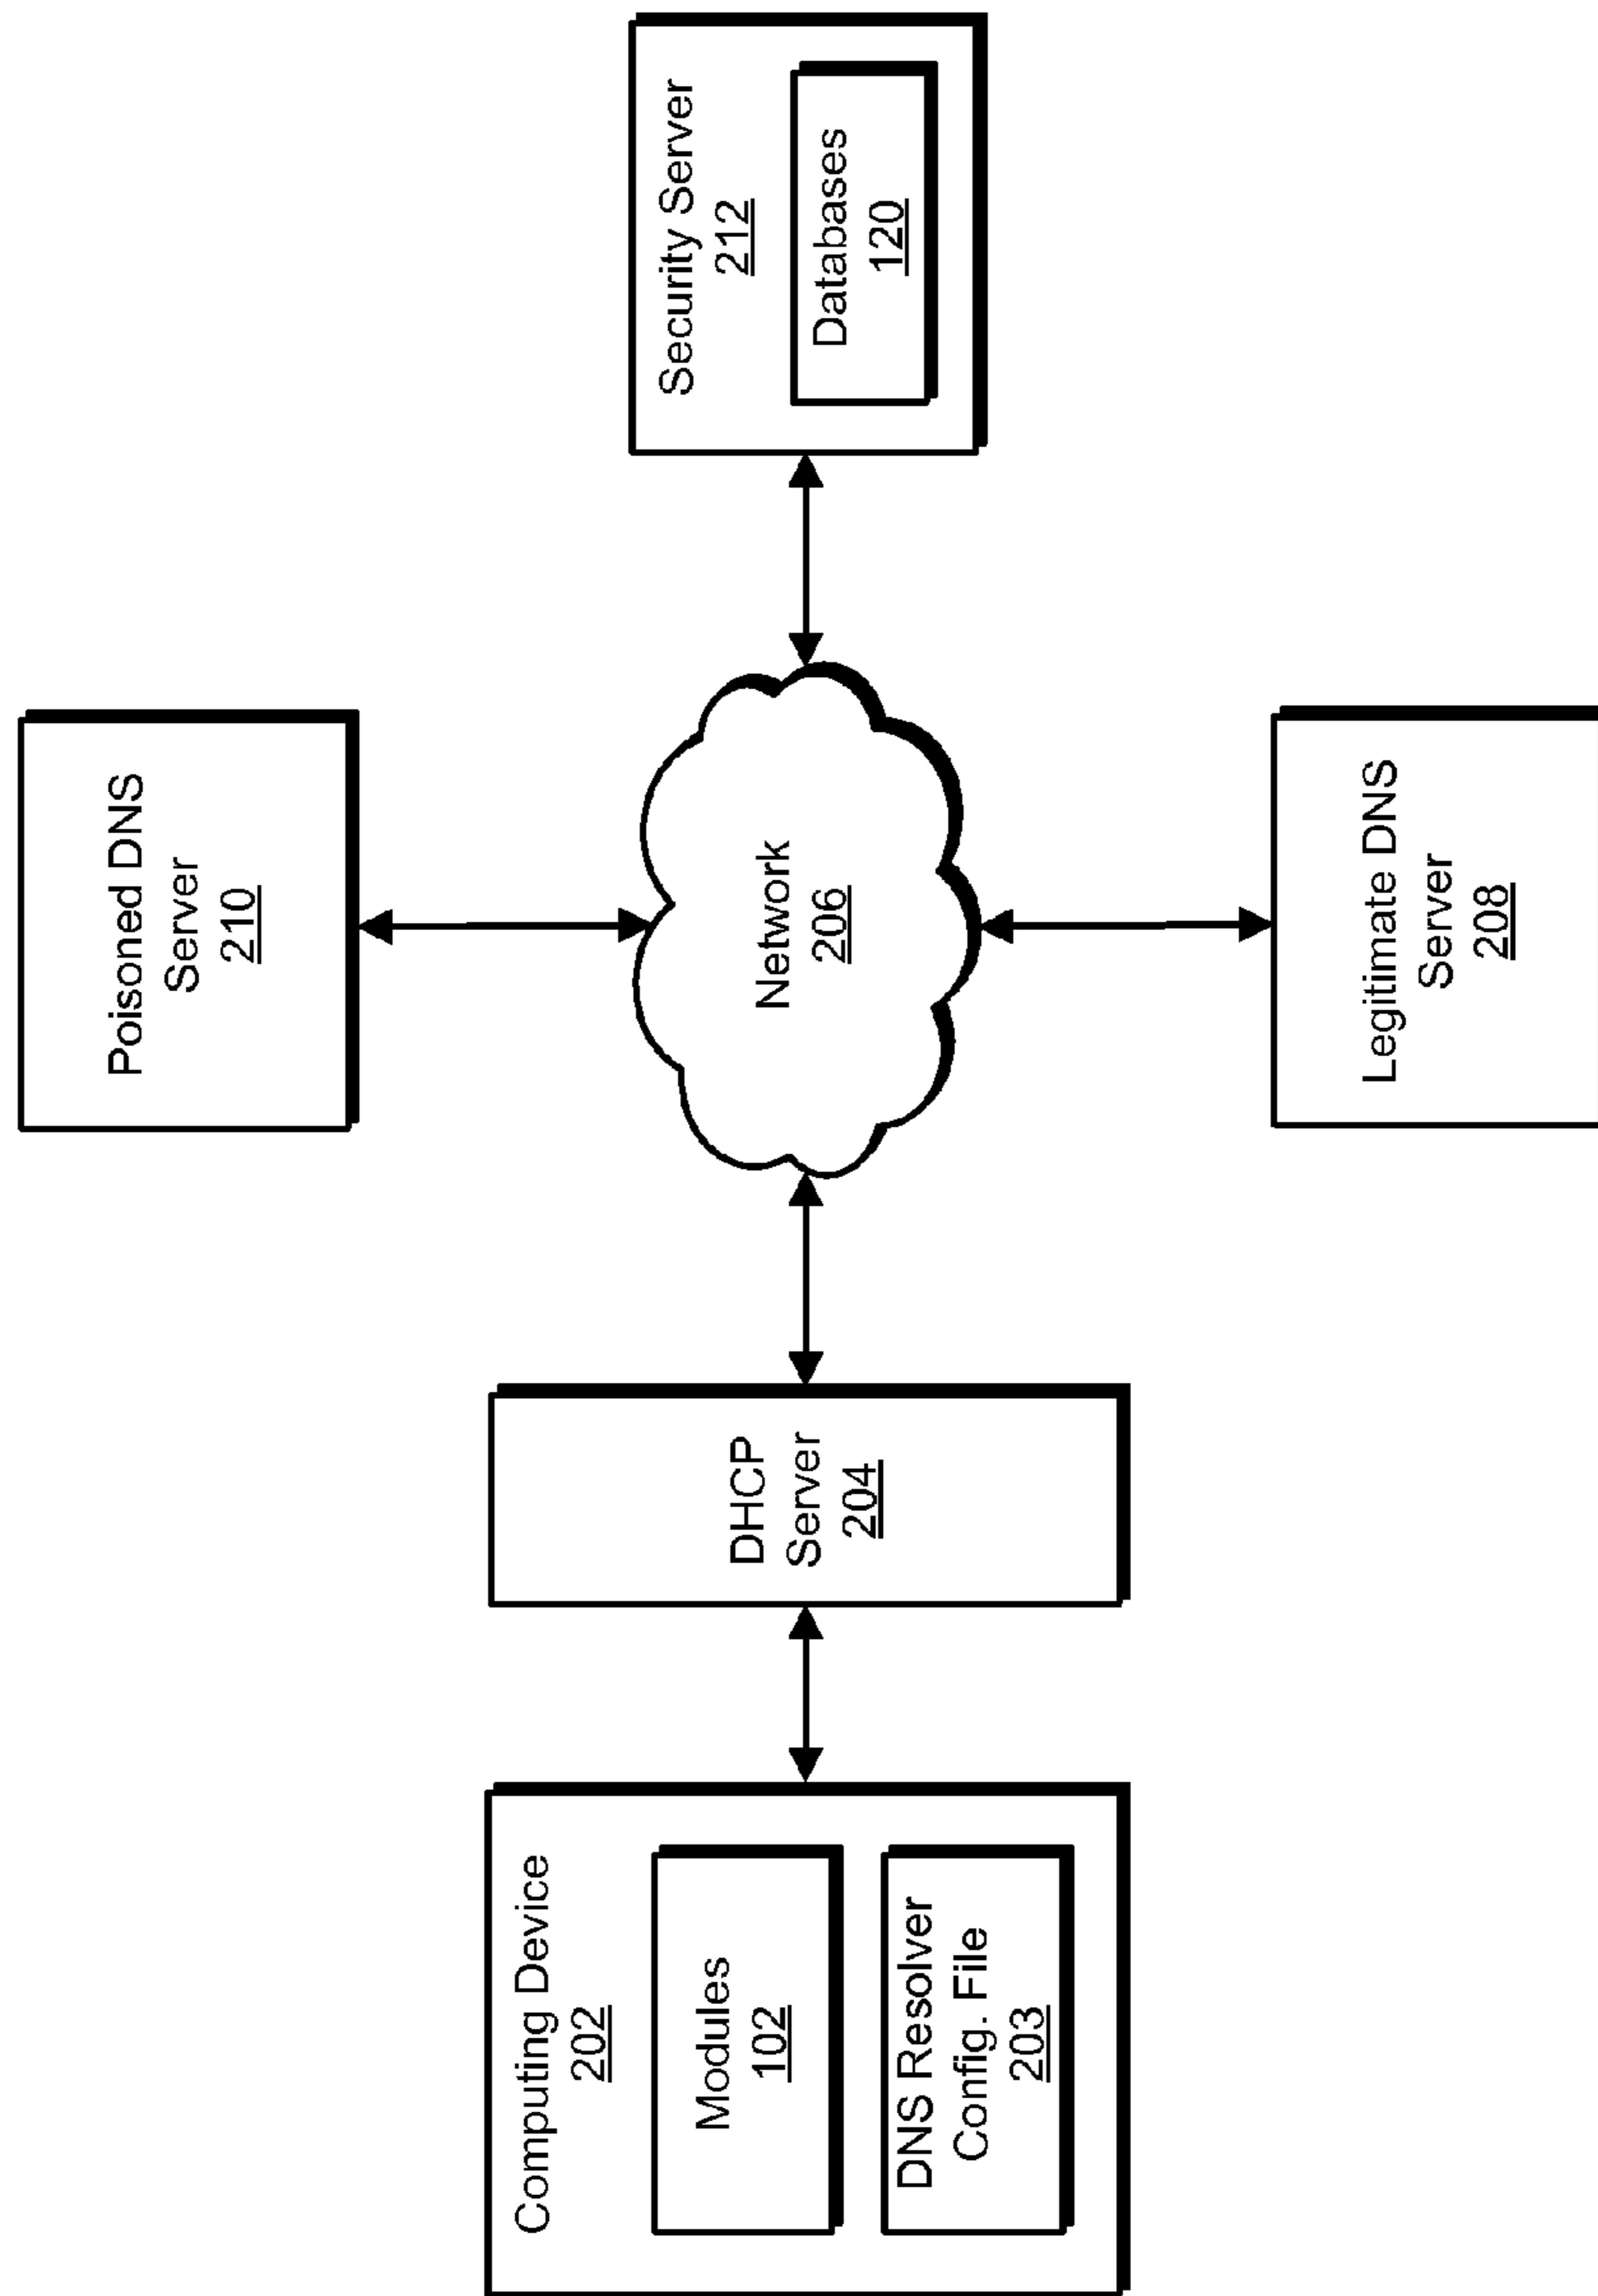 Computing Device
202
Modules
102
DNS Resolver
Config. File
203
DHCP
Server
204
Poisoned DNS
Server
210
Network
206
Legitimate DNS
Server
208
Security Server
212
Databases
120